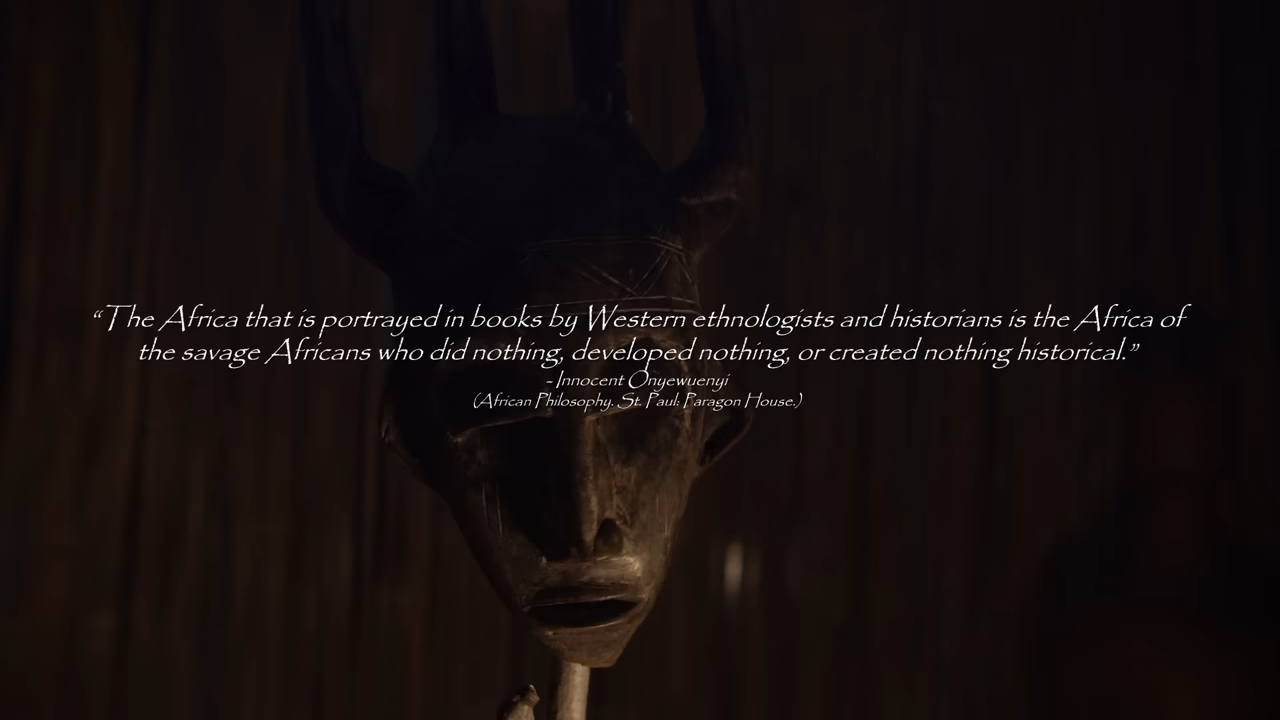 “The Africa that is portrayed in books by Western ethnologists and historians is the Africa of
the savage Africans who did nothing, developed nothing, or created nothing historical.”
- Innocent Onyewuenyi
(African Philosophy. St. Paul: Paragon House.)